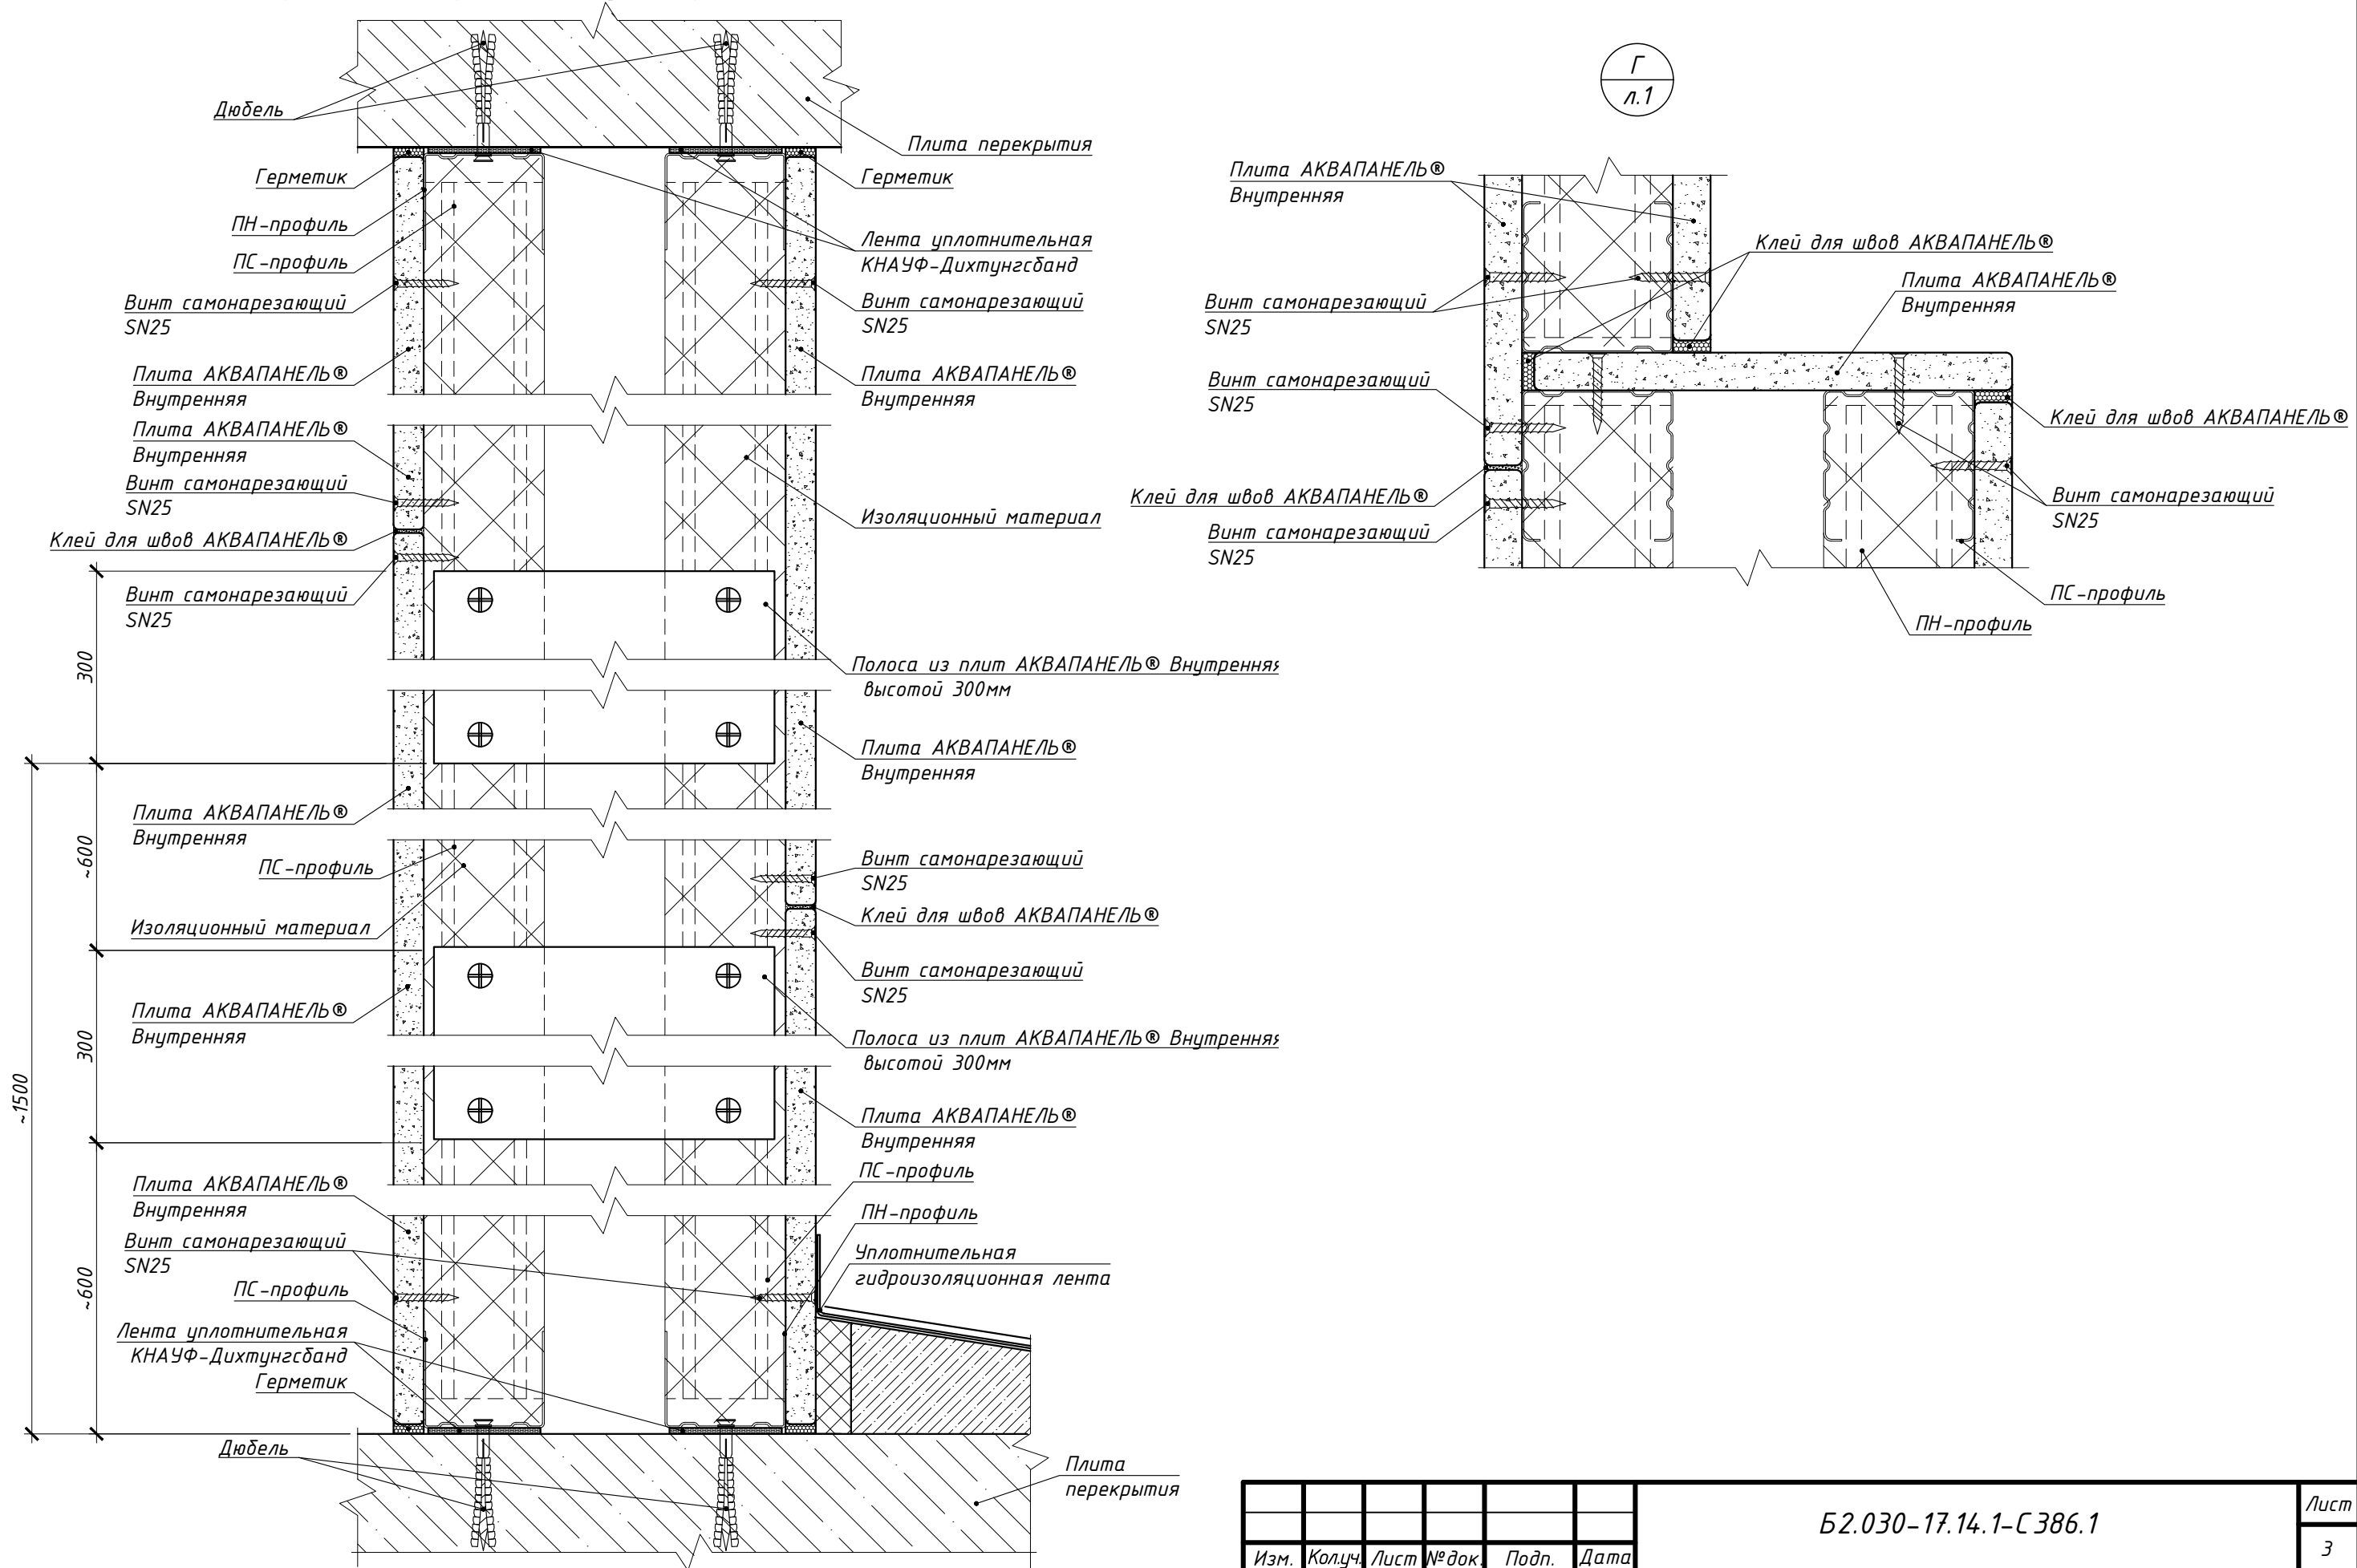 Дюбель
Плита перекрытия
Герметик
Герметик
ПН-профиль
ПС-профиль
Лента уплотнительная
КНАУФ-Дихтунгсбанд
Винт самонарезающий
SN25
Винт самонарезающий
SN25
Плита АКВАПАНЕЛЬ®
Внутренняя
Плита АКВАПАНЕЛЬ®
Внутренняя
Плита АКВАПАНЕЛЬ®
Внутренняя
Винт самонарезающий
SN25
Изоляционный материал
Клей для швов АКВАПАНЕЛЬ®
Винт самонарезающий
SN25
300
Полоса из плит АКВАПАНЕЛЬ® Внутренняя
высотой 300мм
Плита АКВАПАНЕЛЬ®
Внутренняя
Плита АКВАПАНЕЛЬ®
Внутренняя
~600
ПС-профиль
Винт самонарезающий
SN25
Клей для швов АКВАПАНЕЛЬ®
Изоляционный материал
Винт самонарезающий
SN25
Плита АКВАПАНЕЛЬ®
Внутренняя
300
Полоса из плит АКВАПАНЕЛЬ® Внутренняя
высотой 300мм
~1500
Плита АКВАПАНЕЛЬ®
Внутренняя
ПС-профиль
Плита АКВАПАНЕЛЬ®
Внутренняя
ПН-профиль
Винт самонарезающий
SN25
Уплотнительная
гидроизоляционная лента
~600
ПС-профиль
Лента уплотнительная
КНАУФ-Дихтунгсбанд
Герметик
Дюбель
Плита
перекрытия
Г
л.1
Плита АКВАПАНЕЛЬ®
Внутренняя
Клей для швов АКВАПАНЕЛЬ®
Плита АКВАПАНЕЛЬ®
Внутренняя
Винт самонарезающий
SN25
Винт самонарезающий
SN25
Клей для швов АКВАПАНЕЛЬ®
Клей для швов АКВАПАНЕЛЬ®
Винт самонарезающий
SN25
Винт самонарезающий
SN25
ПС-профиль
ПН-профиль
Б2.030-17.14.1-С386.1
Лист
3
Изм. Кол.уч. Лист №док. Подп. Дата